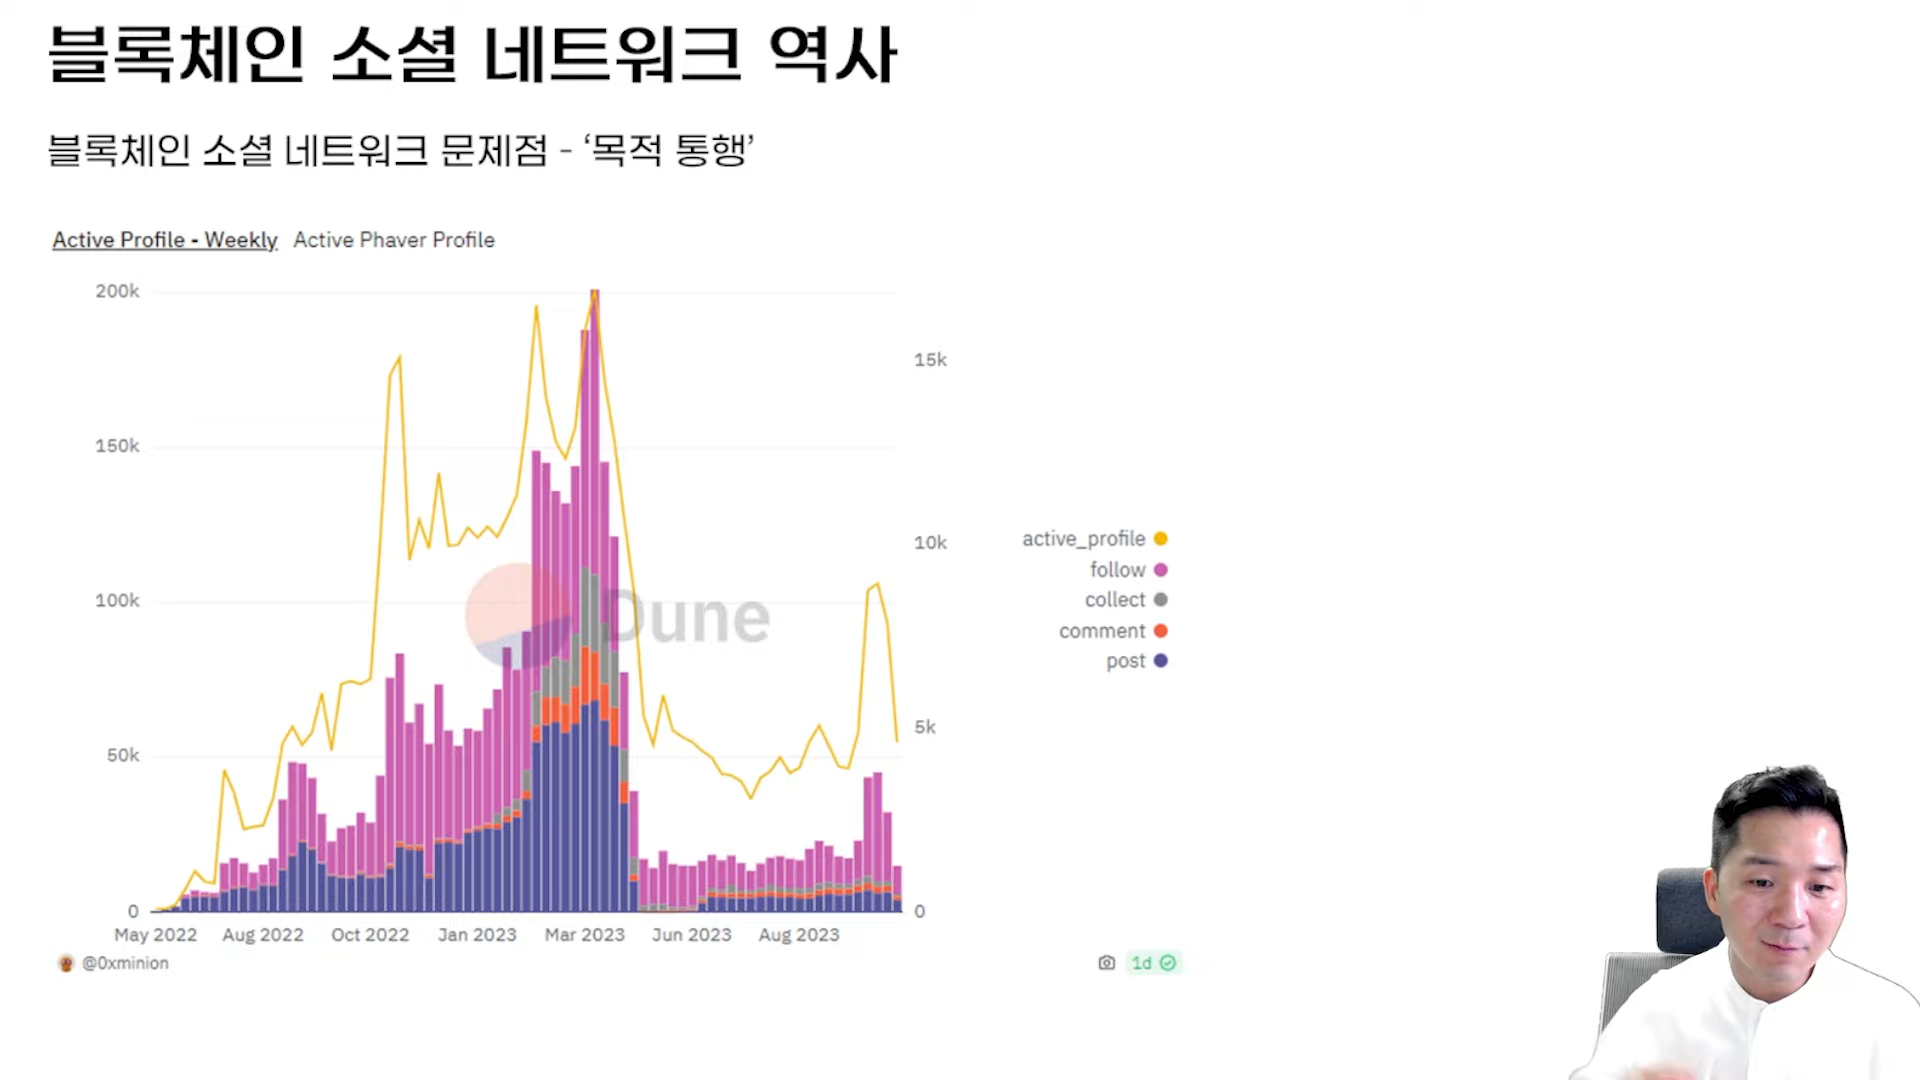 블록체인 소셜 네트워크 역사
블록체인 소셜 네트워크 문제점 - ‘목적 통행’
Active Profile - Weekly Active Phaver Profile
200k
150k
100k
50k
0
15k
10k
5k
0
Dune
May 2022 Aug 2022 Oct 2022 Jan 2023 Mar 2023 Jun 2023 Aug 2023
active_profile
follow
collect
comment
post
@0xminion
1d